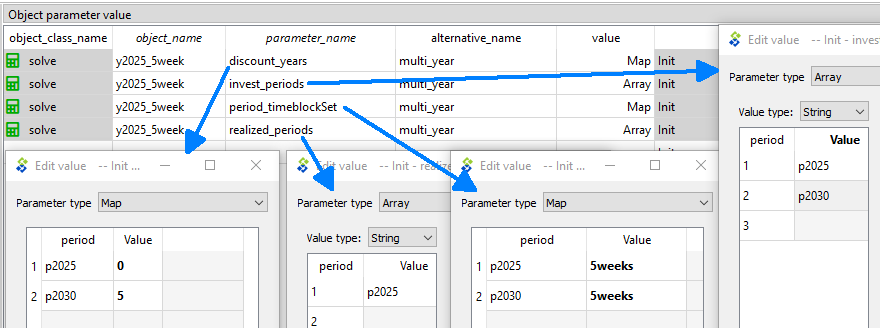 Object parameter value
object_class_name object_name parameter_name alternative_name value
solve y2025_5week discount_years multi_year Map Init
solve y2025_5week invest_periods multi_year Array Init
solve y2025_5week period_timeblockSet multi_year Map Init
solve y2025_5week realized_periods multi_year Array Init
Edit value -- Init - invest
Parameter type Array
Value type: String
period Value
1 p2025
2 p2030
3
Edit value -- Init ...
Parameter type Map
period Value
1 p2025 0
2 p2030 5
Edit value -- Init - realize
Parameter type Array
Value type: String
period Value
1 p2025
2
Edit value -- Init ...
Parameter type Map
period Value
1 p2025 5weeks
2 p2030 5weeks